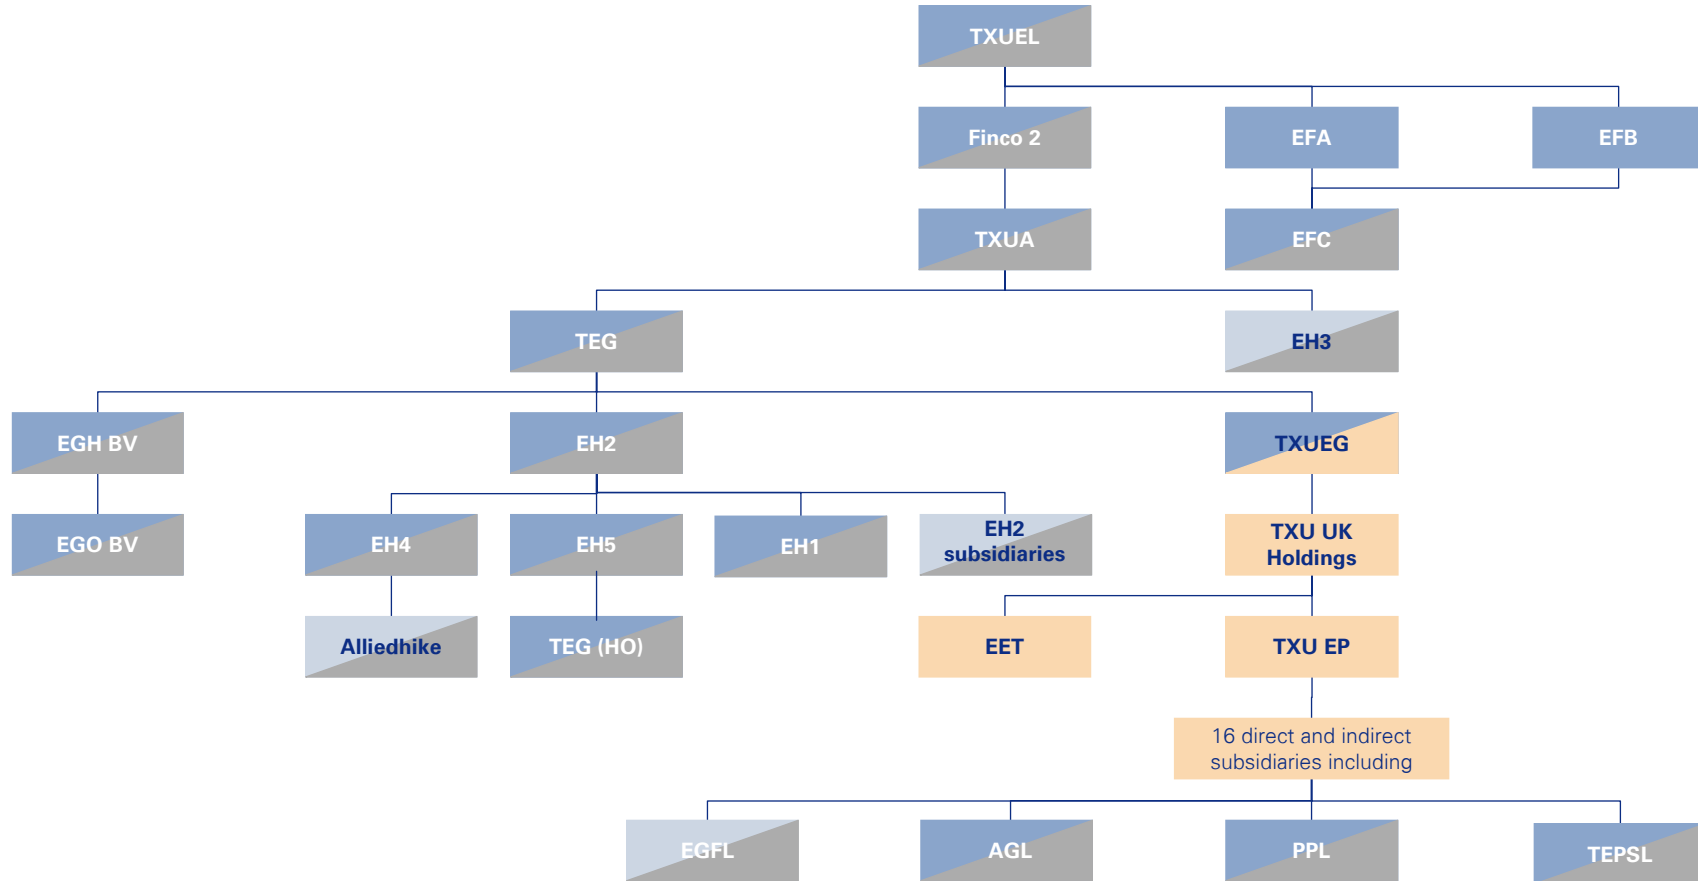 TXUEL
Finco 2
EFA
EFB
TXUA
EFC
TEG
EH3
EGH BV
EH2
TXUEG
EGO BV
EH4
EH5
EH1
EH2
subsidiaries
TXU UK
Holdings
Alliedhike
TEG (HO)
EET
TXU EP
16 direct and indirect
subsidiaries including
EGFL
AGL
PPL
TEPSL